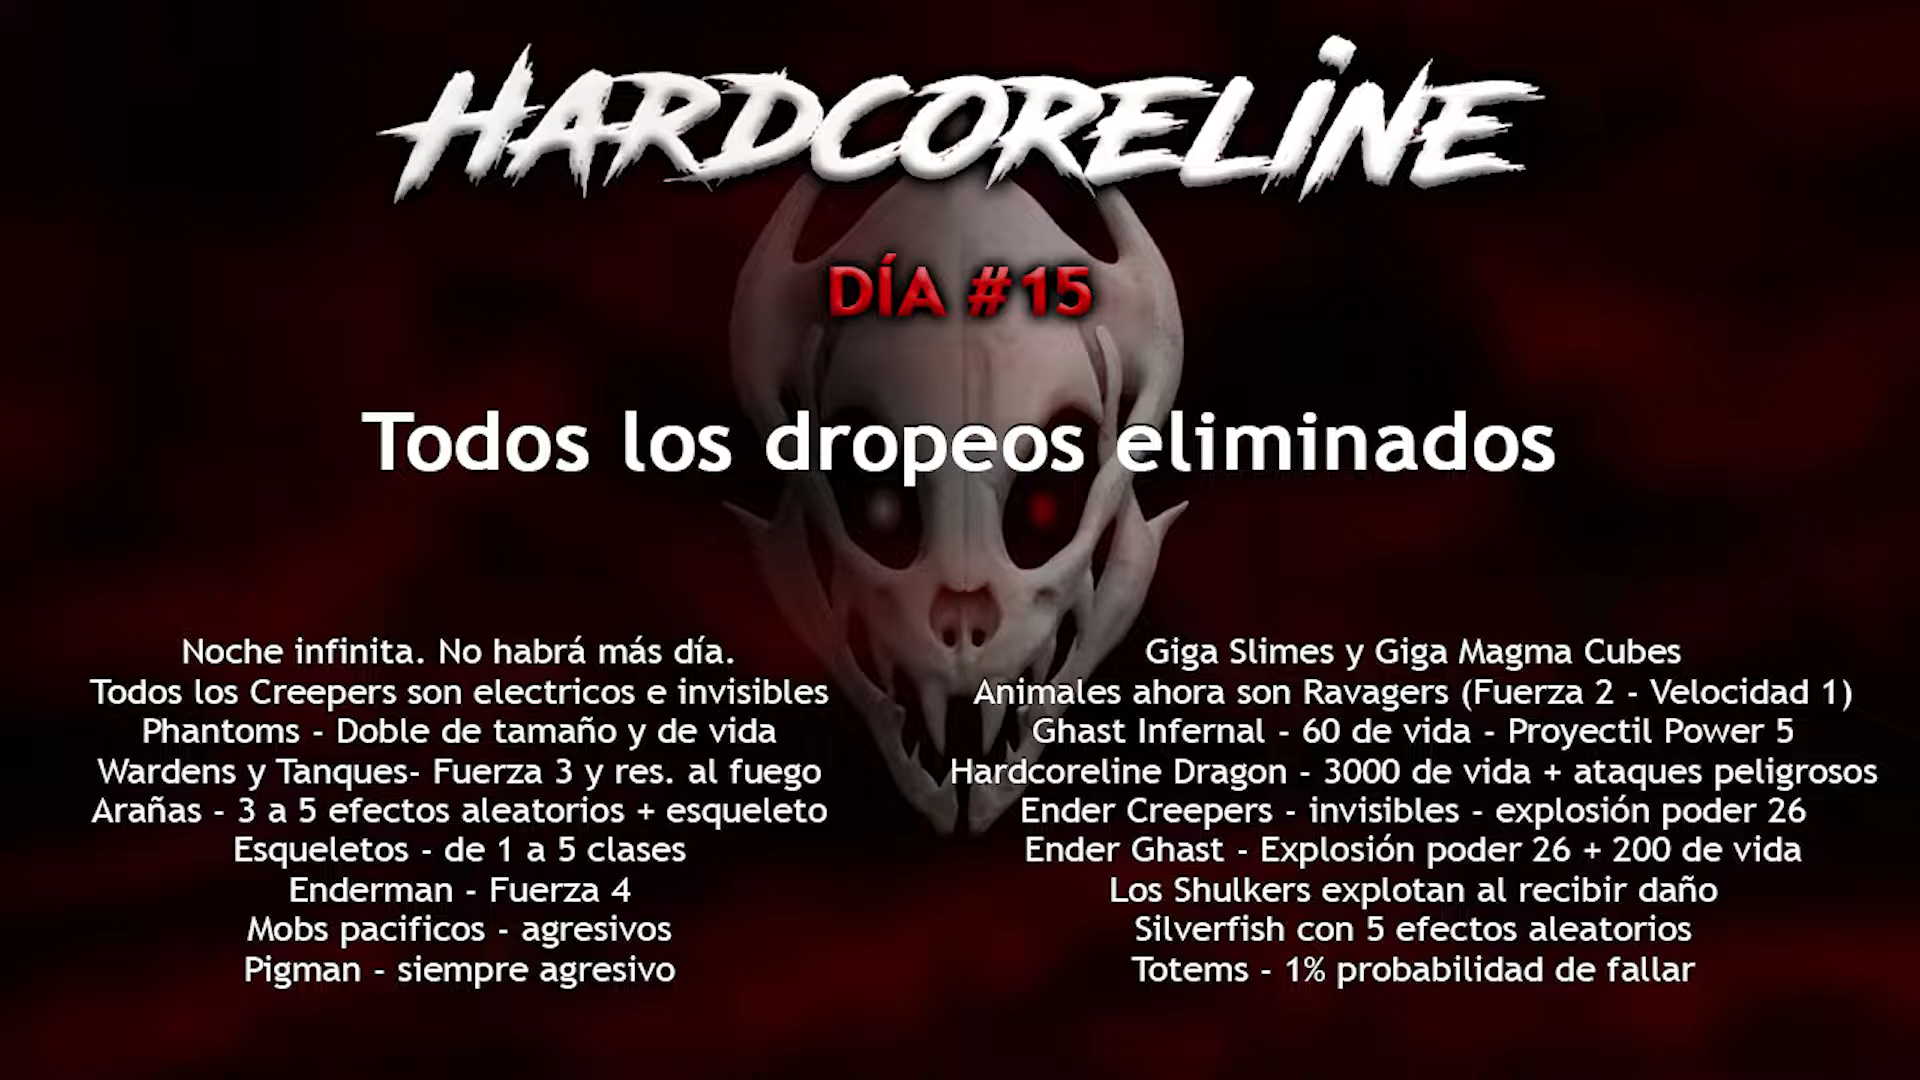 HARDCORELINE
DÍA #15
Todos los dropeos eliminados
Noche infinita. No habrá más día.
Todos los Creepers son electricos e invisibles
Phantoms - Doble de tamaño y de vida
Wardens y Tanques- Fuerza 3 y res. al fuego
Arañas - 3 a 5 efectos aleatorios + esqueleto
Esqueletos - de 1 a 5 clases
Enderman - Fuerza 4
Mobs pacificos - agresivos
Pigman - siempre agresivo
Giga Slimes y Giga Magma Cubes
Animales ahora son Ravagers (Fuerza 2 - Velocidad 1)
Ghast Infernal - 60 de vida - Proyectil Power 5
Hardcoreline Dragon - 3000 de vida + ataques peligrosos
Ender Creepers - invisibles - explosión poder 26
Ender Ghast - Explosión poder 26 + 200 de vida
Los Shulkers explotan al recibir daño
Silverfish con 5 efectos aleatorios
Totems - 1% probabilidad de fallar